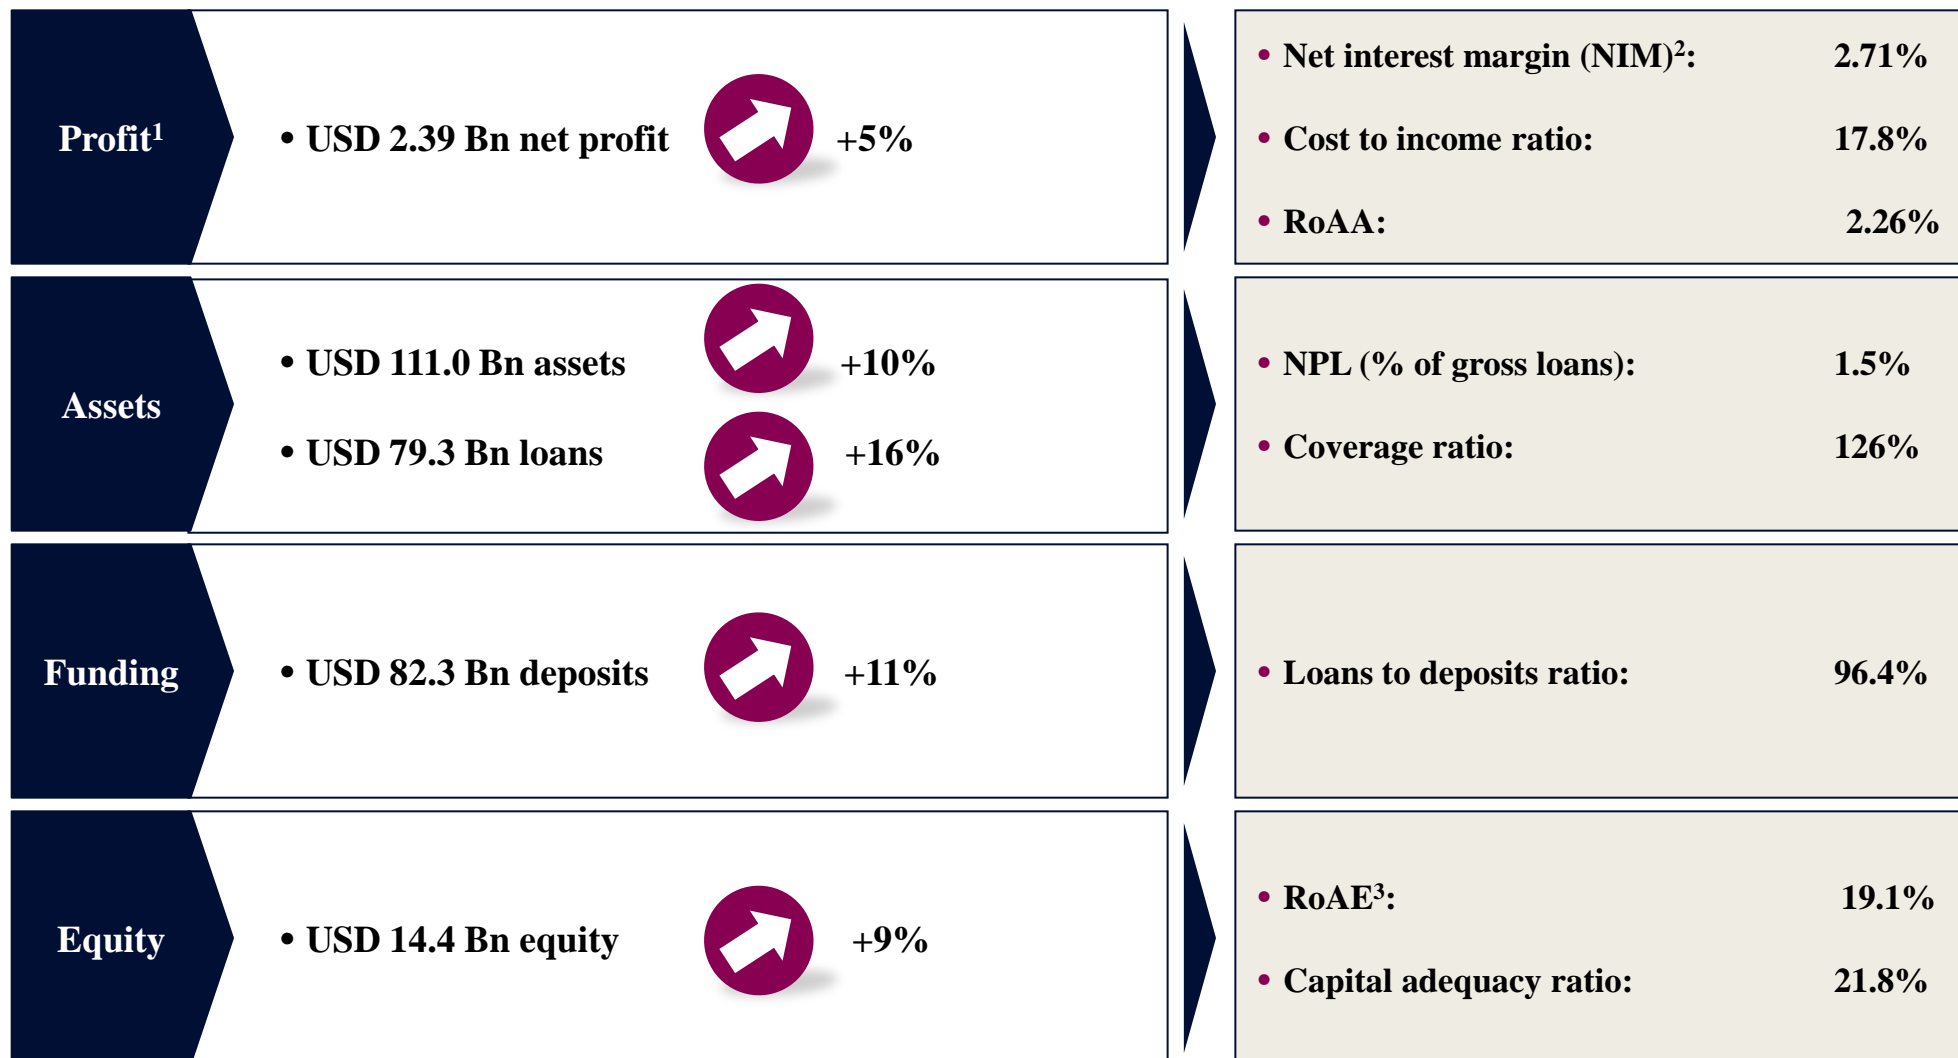 Profit¹
• USD 2.39 Bn net profit +5%
• Net interest margin (NIM)²: 2.71%
• Cost to income ratio: 17.8%
• RoAA: 2.26%
Assets
• USD 111.0 Bn assets +10%
• USD 79.3 Bn loans +16%
• NPL (% of gross loans): 1.5%
• Coverage ratio: 126%
Funding
• USD 82.3 Bn deposits +11%
• Loans to deposits ratio: 96.4%
Equity
• USD 14.4 Bn equity +9%
• RoAE³: 19.1%
• Capital adequacy ratio: 21.8%